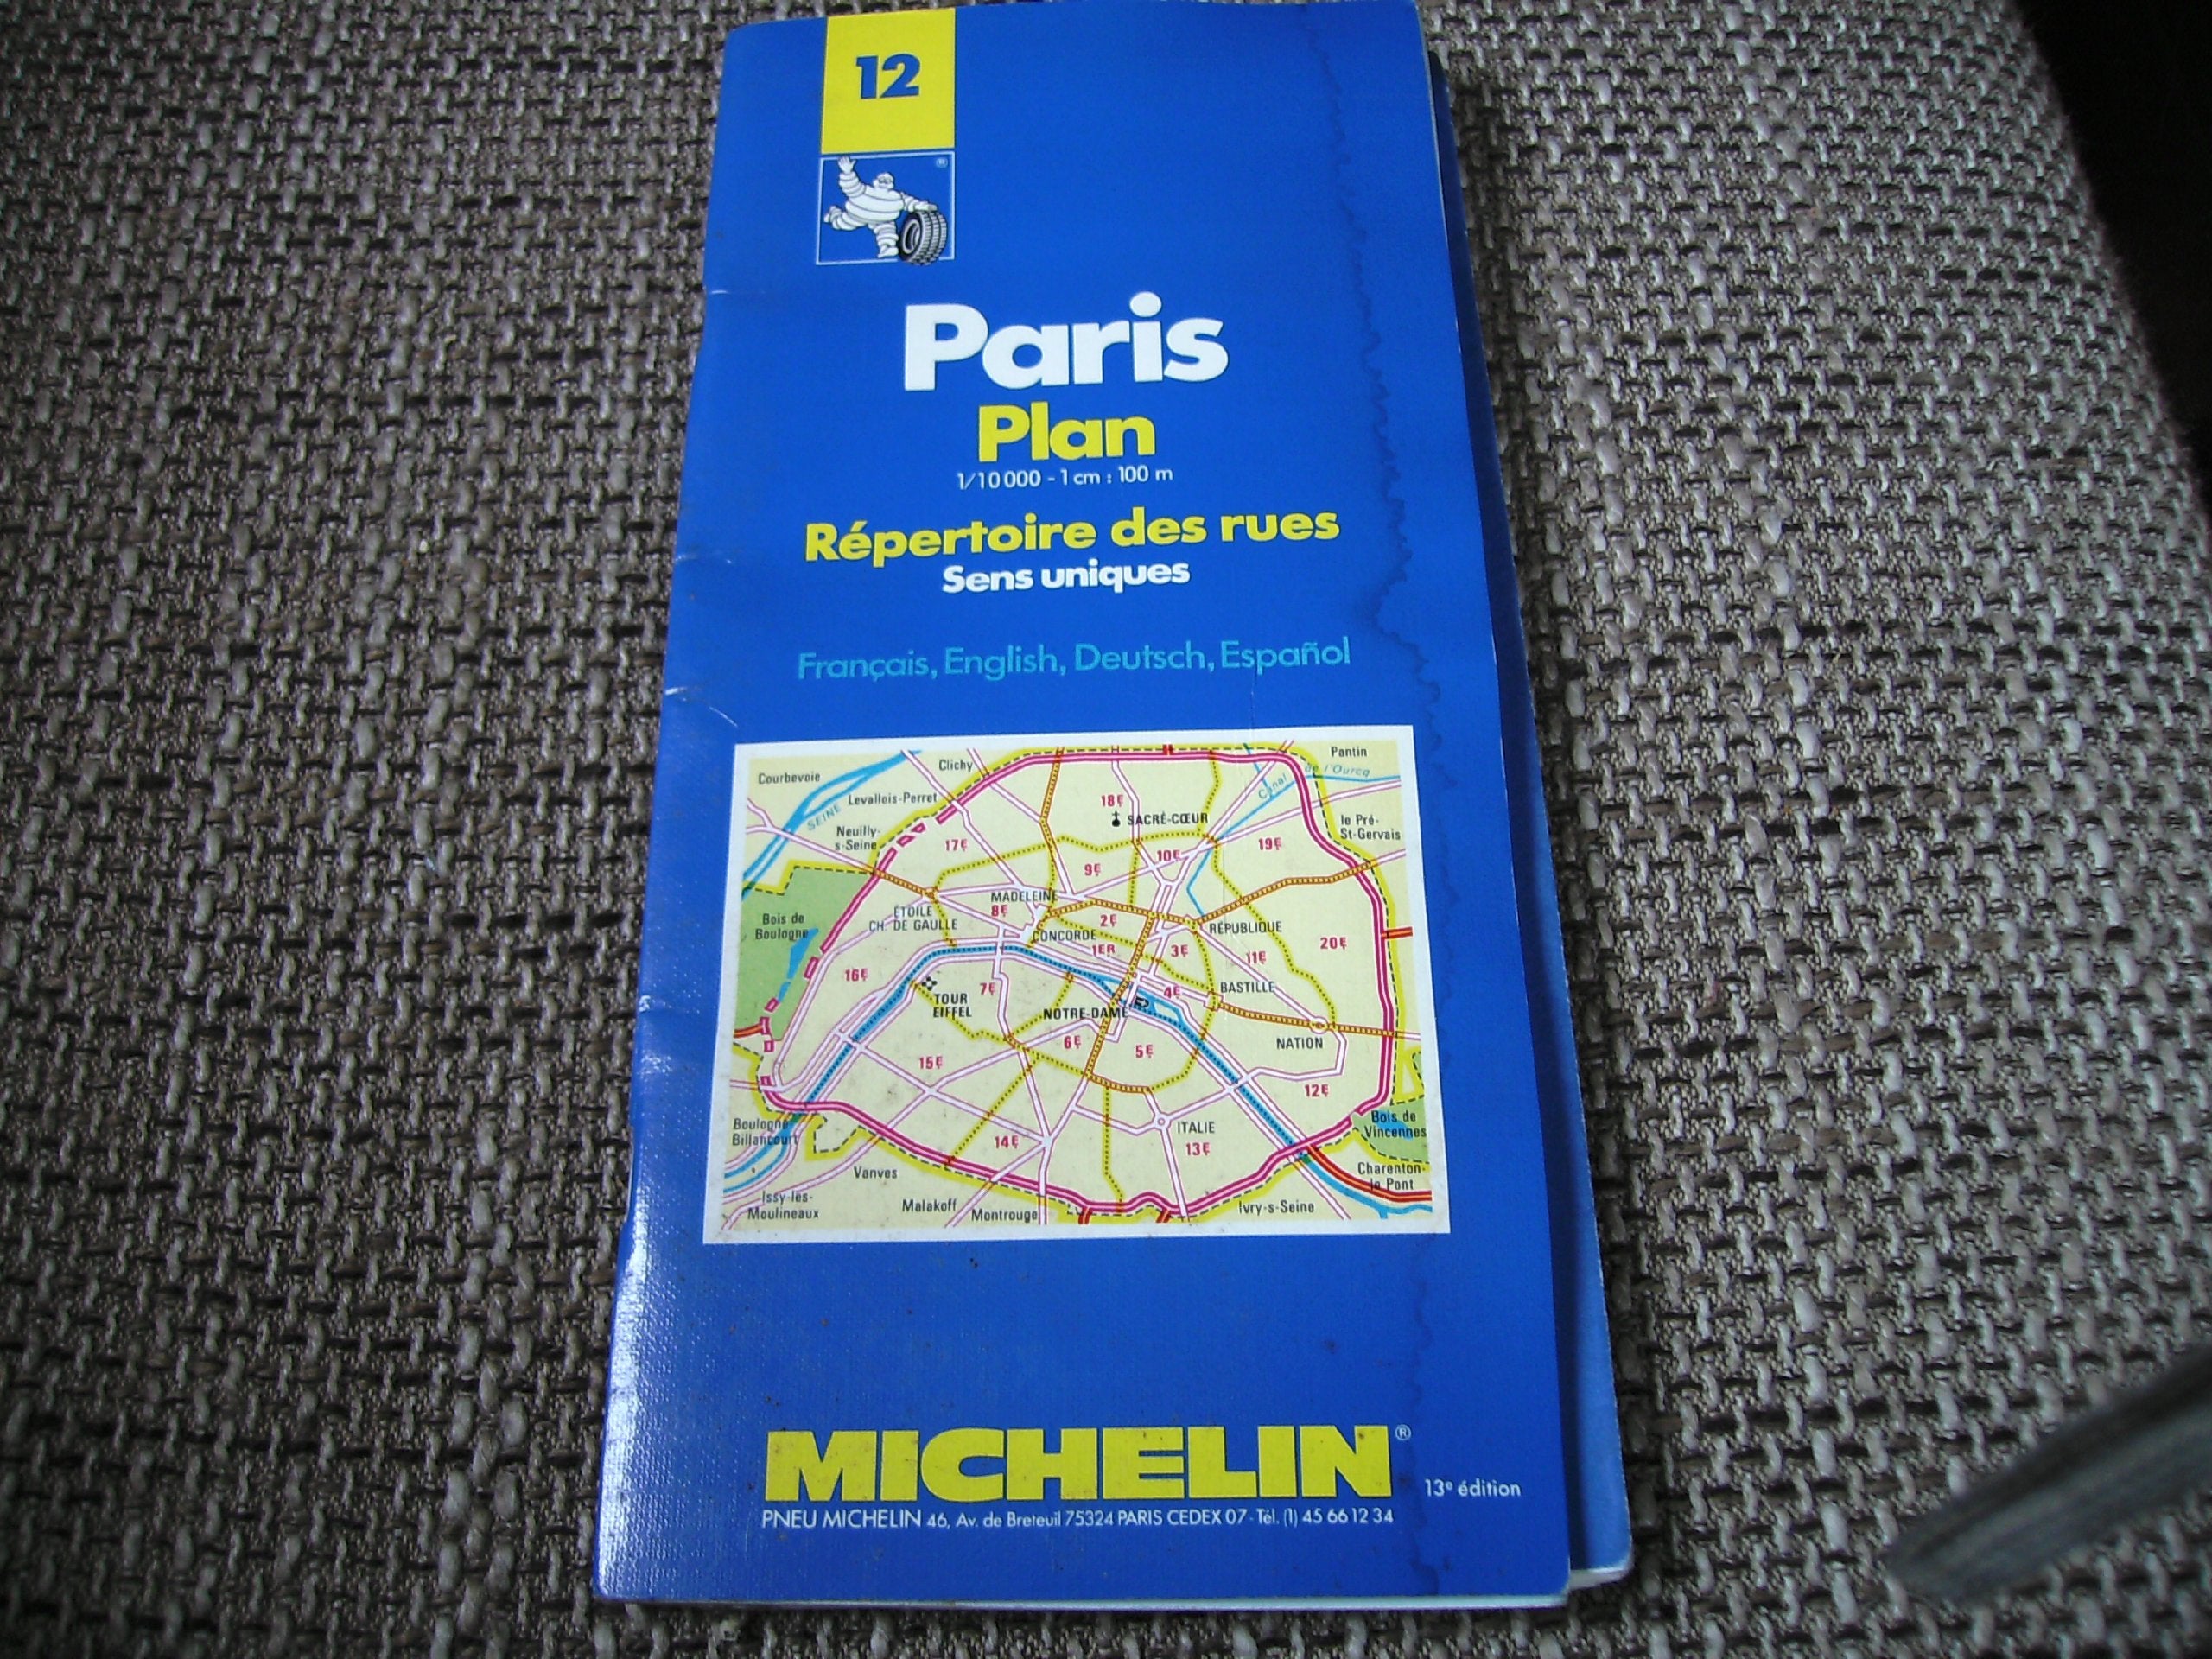 12
®
Paris
Plan
1/10 000 - 1 cm : 100 m
Répertoire des rues
Sens uniques
Français, English, Deutsch, Español
Pantin
Courbevoie
Clichy
Canal de l'Ourcq
Levallois-Perret
SEINE
18E
SACRÉ-CŒUR
le Pré-
St-Gervais
Neuilly-
s-Seine
17E
9E
10E
19E
MADELEINE
8E
ÉTOILE
CH. DE GAULLE
Bois de
Boulogne
2E
CONCORDE
1ER
3E
RÉPUBLIQUE
11E
20E
16E
7E
TOUR
EIFFEL
4E
BASTILLE
NOTRE-DAME
6E
5E
NATION
15E
12E
Boulogne
Billancourt
14E
ITALIE
13E
Bois de
Vincennes
Vanves
Charenton-
le Pont
Issy-les-
Moulineaux
Malakoff
Montrouge
Ivry-s-Seine
MICHELIN®
13e édition
PNEU MICHELIN 46, Av. de Breteuil 75324 PARIS CEDEX 07 - Tél. (1) 45 66 12 34